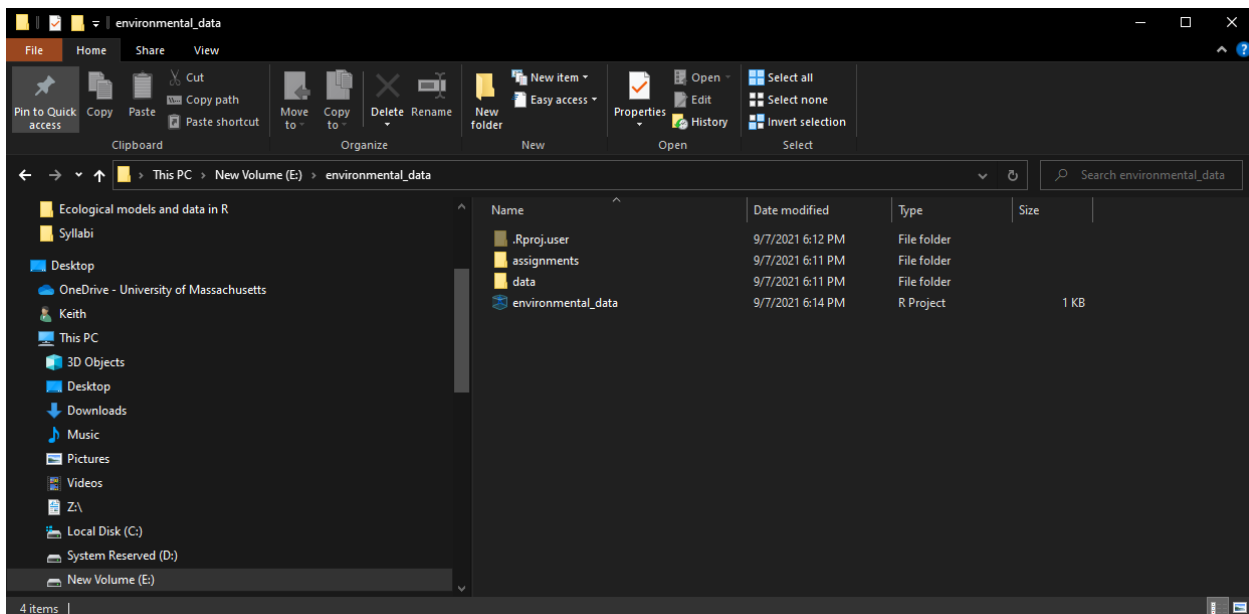 environmental_data
File Home Share View
Pin to Quick access
Copy
Paste
Cut
Copy path
Paste shortcut
Clipboard
Move to
Copy to
Delete
Rename
Organize
New folder
New item
Easy access
New
Properties
Open
Edit
History
Open
Select all
Select none
Invert selection
Select
This PC > New Volume (E:) > environmental_data
Search environmental_data
Ecological models and data in R
Syllabi
Desktop
OneDrive - University of Massachusetts
Keith
This PC
3D Objects
Desktop
Downloads
Music
Pictures
Videos
Z:\
Local Disk (C:)
System Reserved (D:)
New Volume (E:)
Name Date modified Type Size
.Rproj.user 9/7/2021 6:12 PM File folder
assignments 9/7/2021 6:11 PM File folder
data 9/7/2021 6:11 PM File folder
environmental_data 9/7/2021 6:14 PM R Project 1 KB
4 items